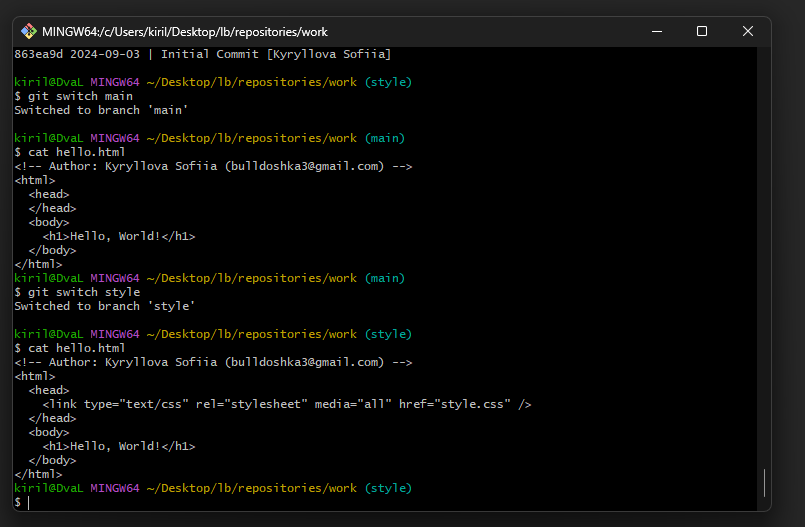 MINGW64:/c/Users/kiril/Desktop/lb/repositories/work
863ea9d 2024-09-03 | Initial Commit [Kyryllova Sofiia]
kiril@DvaL MINGW64 ~/Desktop/lb/repositories/work (style)
$ git switch main
Switched to branch 'main'
kiril@DvaL MINGW64 ~/Desktop/lb/repositories/work (main)
$ cat hello.html
<!-- Author: Kyryllova Sofiia (bulldoshka3@gmail.com) -->
<html>
  <head>
  </head>
  <body>
    <h1>Hello, World!</h1>
  </body>
</html>
kiril@DvaL MINGW64 ~/Desktop/lb/repositories/work (main)
$ git switch style
Switched to branch 'style'
kiril@DvaL MINGW64 ~/Desktop/lb/repositories/work (style)
$ cat hello.html
<!-- Author: Kyryllova Sofiia (bulldoshka3@gmail.com) -->
<html>
  <head>
    <link type="text/css" rel="stylesheet" media="all" href="style.css" />
  </head>
  <body>
    <h1>Hello, World!</h1>
  </body>
</html>
kiril@DvaL MINGW64 ~/Desktop/lb/repositories/work (style)
$